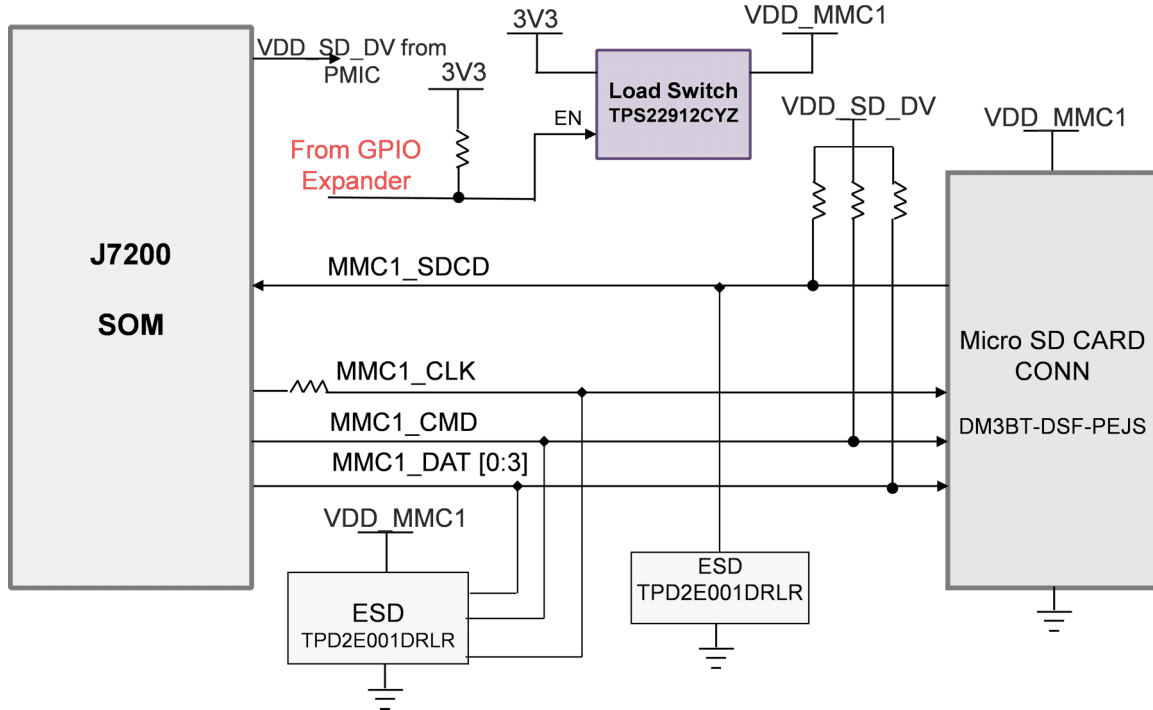 VDD_SD_DV from
PMIC
3V3
3V3
From GPIO
Expander
EN
Load Switch
TPS22912CYZ
VDD_MMC1
VDD_SD_DV
VDD_MMC1
J7200
SOM
MMC1_SDCD
MMC1_CLK
MMC1_CMD
MMC1_DAT [0:3]
Micro SD CARD
CONN
DM3BT-DSF-PEJS
VDD_MMC1
ESD
TPD2E001DRLR
ESD
TPD2E001DRLR